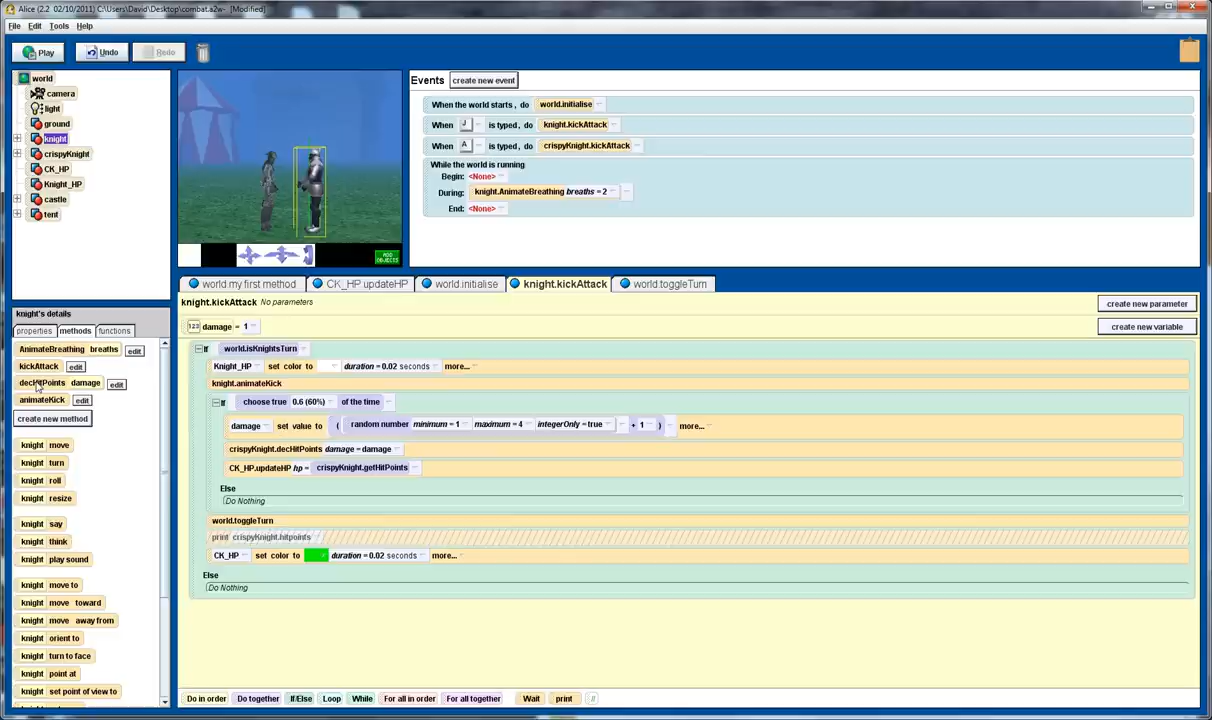 Alice (2.2 02/10/2011) C:\Users\David\Desktop\combat.a2w- [Modified]
File Edit Tools Help
Play Undo Redo
world
camera
light
ground
knight
crispyKnight
CK_HP
Knight_HP
castle
tent
ADD OBJECTS
Events create new event
When the world starts, do world.initialise
When J is typed, do knight.kickAttack
When A is typed, do crispyKnight.kickAttack
While the world is running
Begin: <None>
During: knight.AnimateBreathing breaths = 2
End: <None>
knight's details
properties methods functions
AnimateBreathing breaths edit
kickAttack edit
decHitPoints damage edit
animateKick edit
create new method
knight move
knight turn
knight roll
knight resize
knight say
knight think
knight play sound
knight move to
knight move toward
knight move away from
knight orient to
knight turn to face
knight point at
knight set point of view to
world.my first method CK_HP.updateHP world.initialise knight.kickAttack world.toggleTurn
knight.kickAttack No parameters create new parameter
123 damage = 1 create new variable
If world.isKnightsTurn
Knight_HP set color to duration = 0.02 seconds more...
knight.animateKick
If choose true 0.6 (60%) of the time
damage set value to ( random number minimum = 1 maximum = 4 integerOnly = true + 1 ) more...
crispyKnight.decHitPoints damage = damage
CK_HP.updateHP hp = crispyKnight.getHitPoints
Else
Do Nothing
world.toggleTurn
print crispyKnight.hitpoints
CK_HP set color to duration = 0.02 seconds more...
Else
Do Nothing
Do in order Do together If/Else Loop While For all in order For all together Wait print //